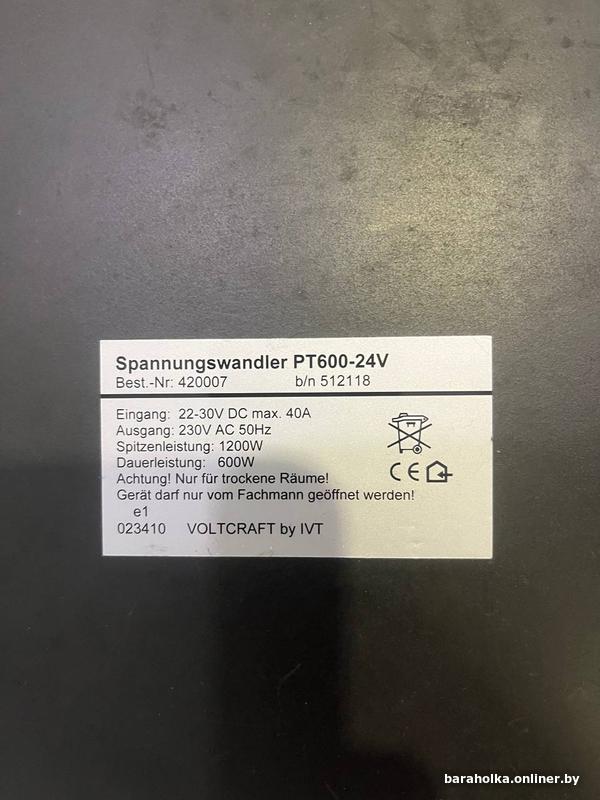 Spannungswandler PT600-24V
Best.-Nr: 420007 b/n 512118
Eingang: 22-30V DC max. 40A
Ausgang: 230V AC 50Hz
Spitzenleistung: 1200W
Dauerleistung: 600W
Achtung! Nur für trockene Räume!
Gerät darf nur vom Fachmann geöffnet werden!
e1
023410 VOLTCRAFT by IVT
CE
baraholka.onliner.by